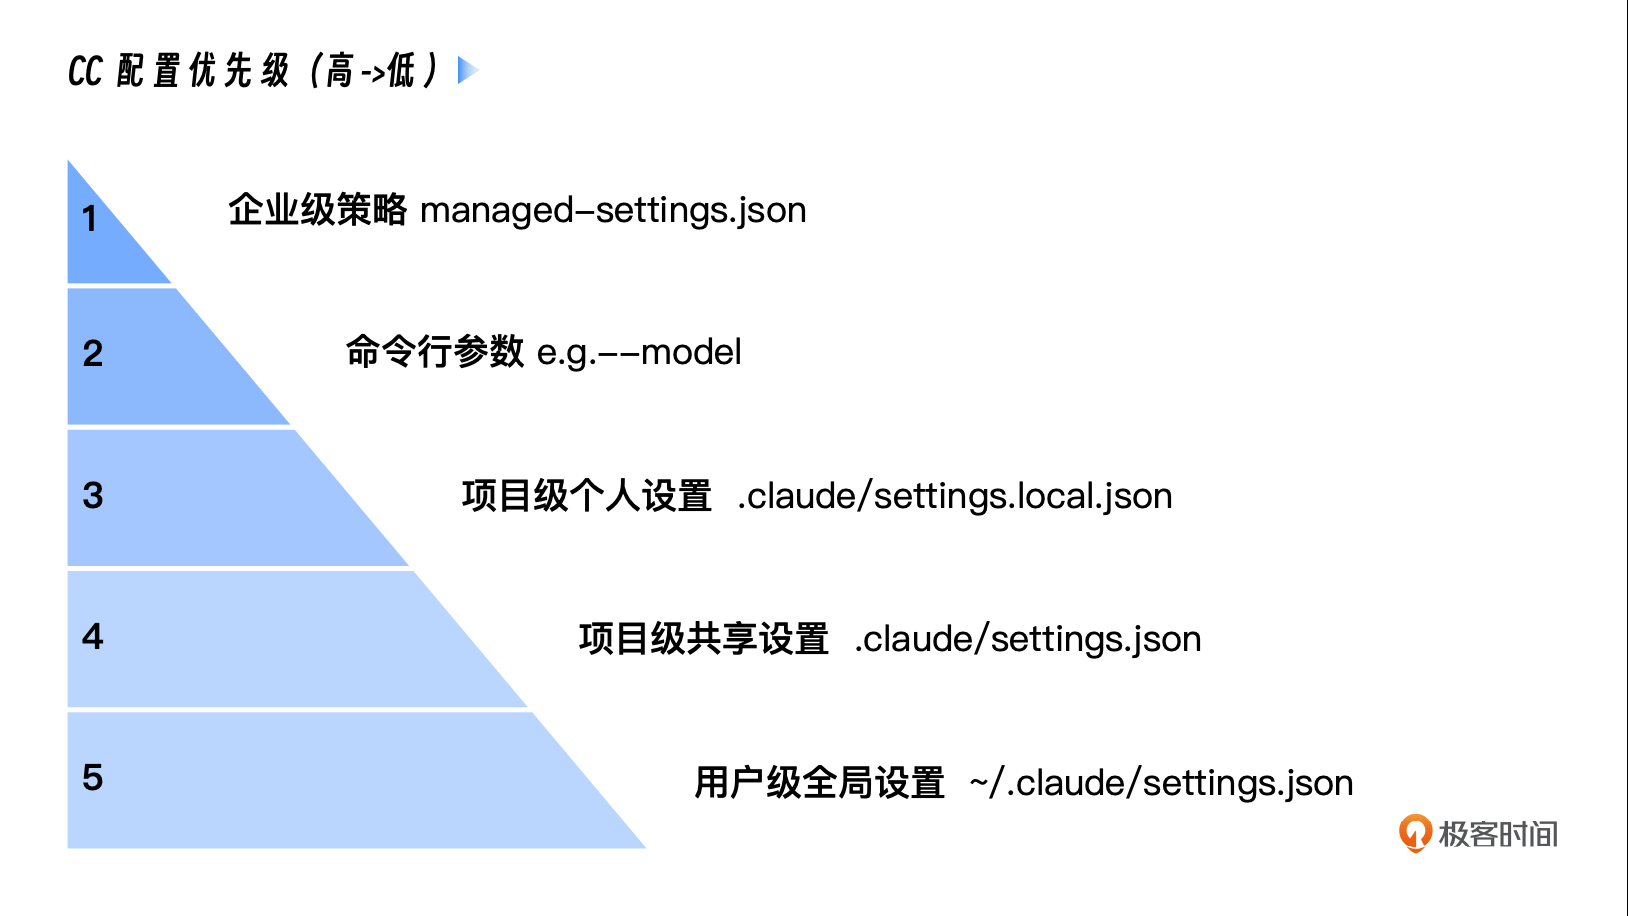 CC 配置优先级（高->低）
1
企业级策略 managed-settings.json
2
命令行参数 e.g.--model
3
项目级个人设置 .claude/settings.local.json
4
项目级共享设置 .claude/settings.json
5
用户级全局设置 ~/.claude/settings.json
极客时间